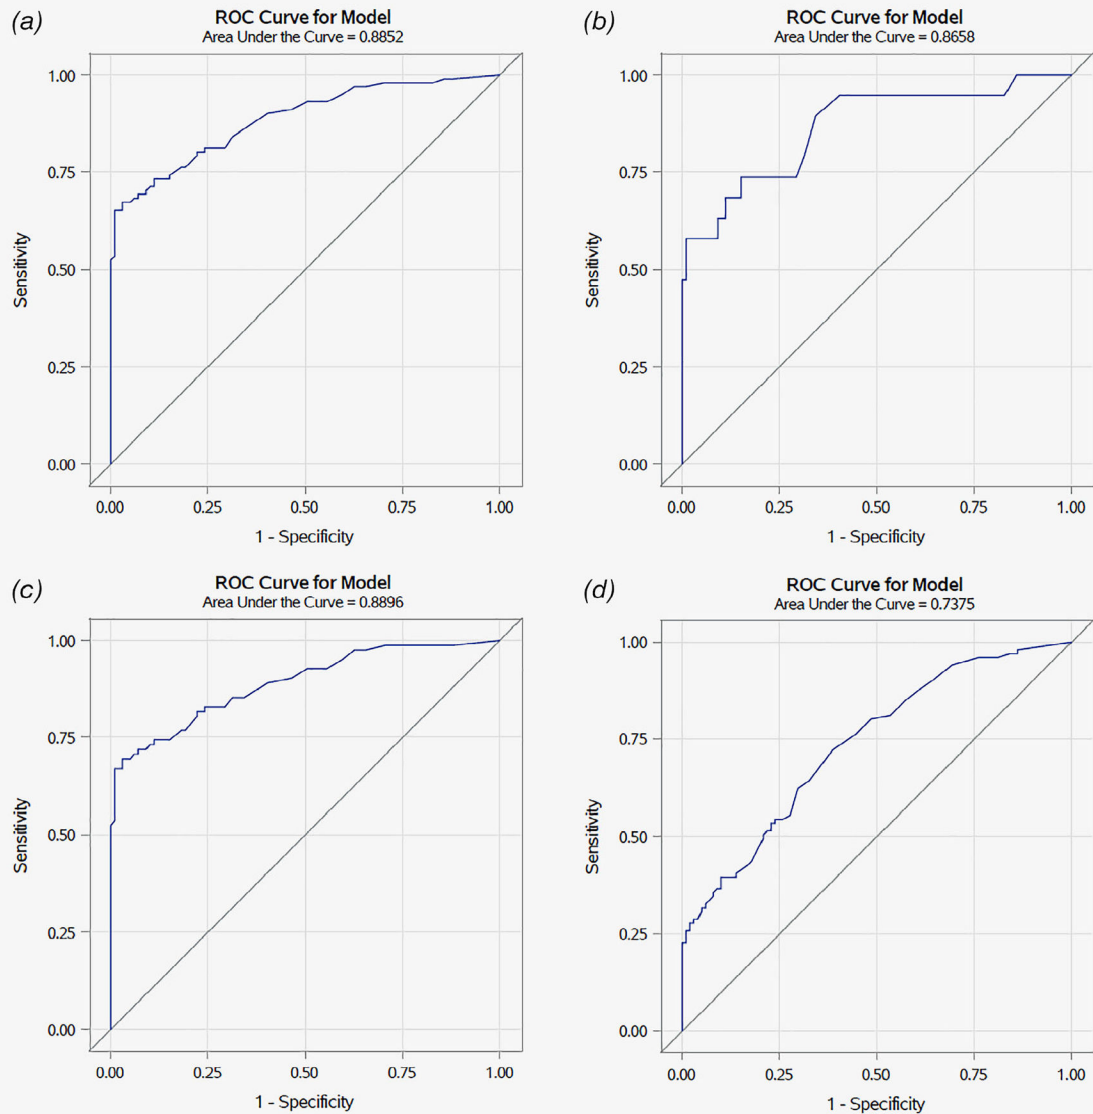 (a)
ROC Curve for Model
Area Under the Curve = 0.8852
1.00
0.75
0.50
0.25
0.00
Sensitivity
0.00 0.25 0.50 0.75 1.00
1 - Specificity
(b)
ROC Curve for Model
Area Under the Curve = 0.8658
1.00
0.75
0.50
0.25
0.00
Sensitivity
0.00 0.25 0.50 0.75 1.00
1 - Specificity
(c)
ROC Curve for Model
Area Under the Curve = 0.8896
1.00
0.75
0.50
0.25
0.00
Sensitivity
0.00 0.25 0.50 0.75 1.00
1 - Specificity
(d)
ROC Curve for Model
Area Under the Curve = 0.7375
1.00
0.75
0.50
0.25
0.00
Sensitivity
0.00 0.25 0.50 0.75 1.00
1 - Specificity